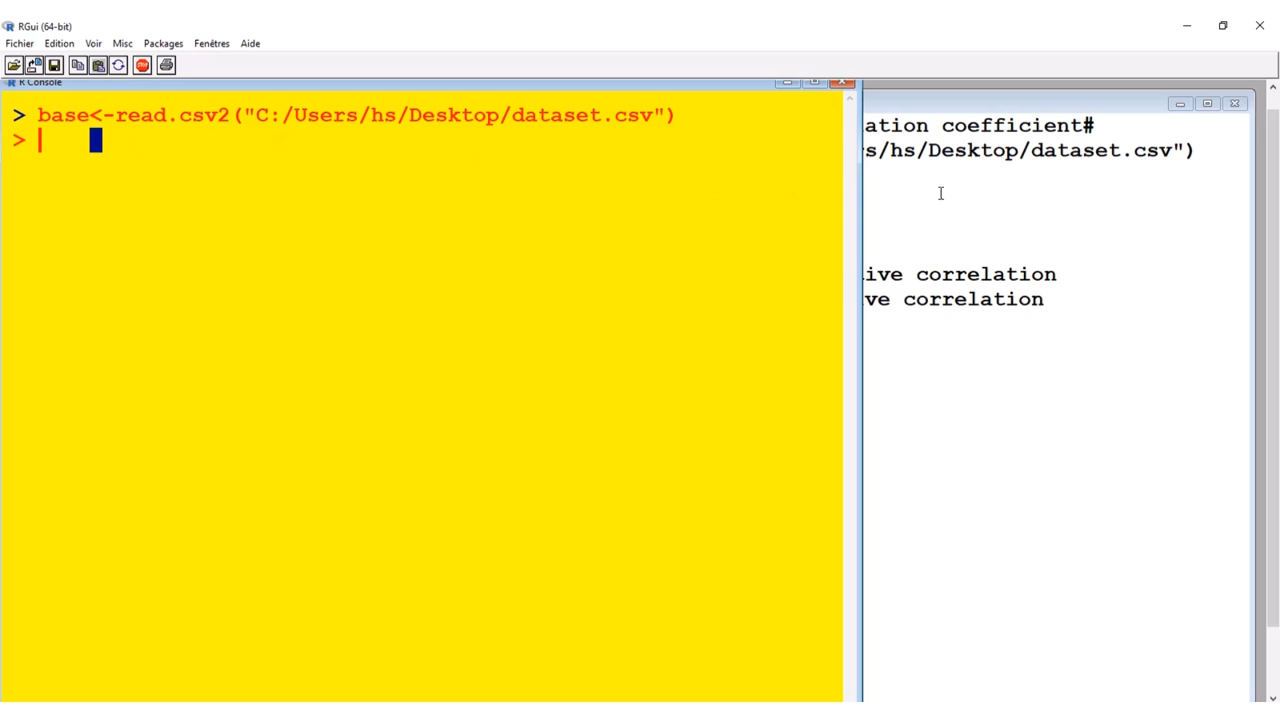 RGui (64-bit)
Fichier Edition Voir Misc Packages Fenêtres Aide
STOP
R Console
> base<-read.csv2("C:/Users/hs/Desktop/dataset.csv")
>
ation coefficient#
s/hs/Desktop/dataset.csv")
ive correlation
ve correlation